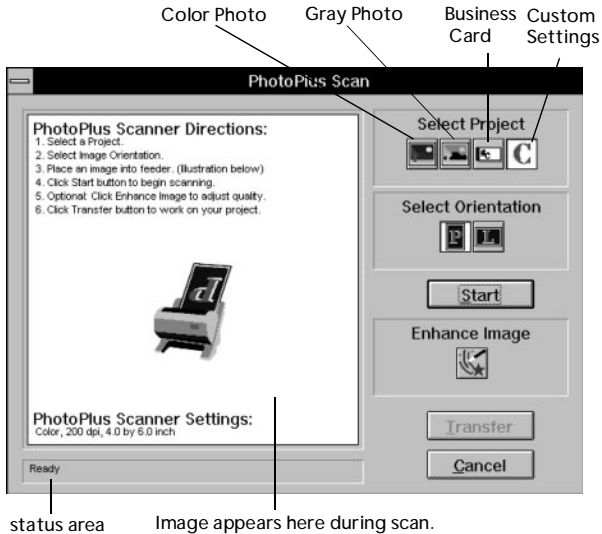 Color Photo Gray Photo Business Card Custom Settings
PhotoPlus Scan
PhotoPlus Scanner Directions:
1. Select a Project.
2. Select Image Orientation.
3. Place an image into feeder. (Illustration below)
4. Click Start button to begin scanning.
5. Optional: Click Enhance Image to adjust quality.
6. Click Transfer button to work on your project.
PhotoPlus Scanner Settings:
Color, 200 dpi, 4.0 by 6.0 inch
Ready
Select Project
C
Select Orientation
P L
Start
Enhance Image
Transfer
Cancel
status area
Image appears here during scan.